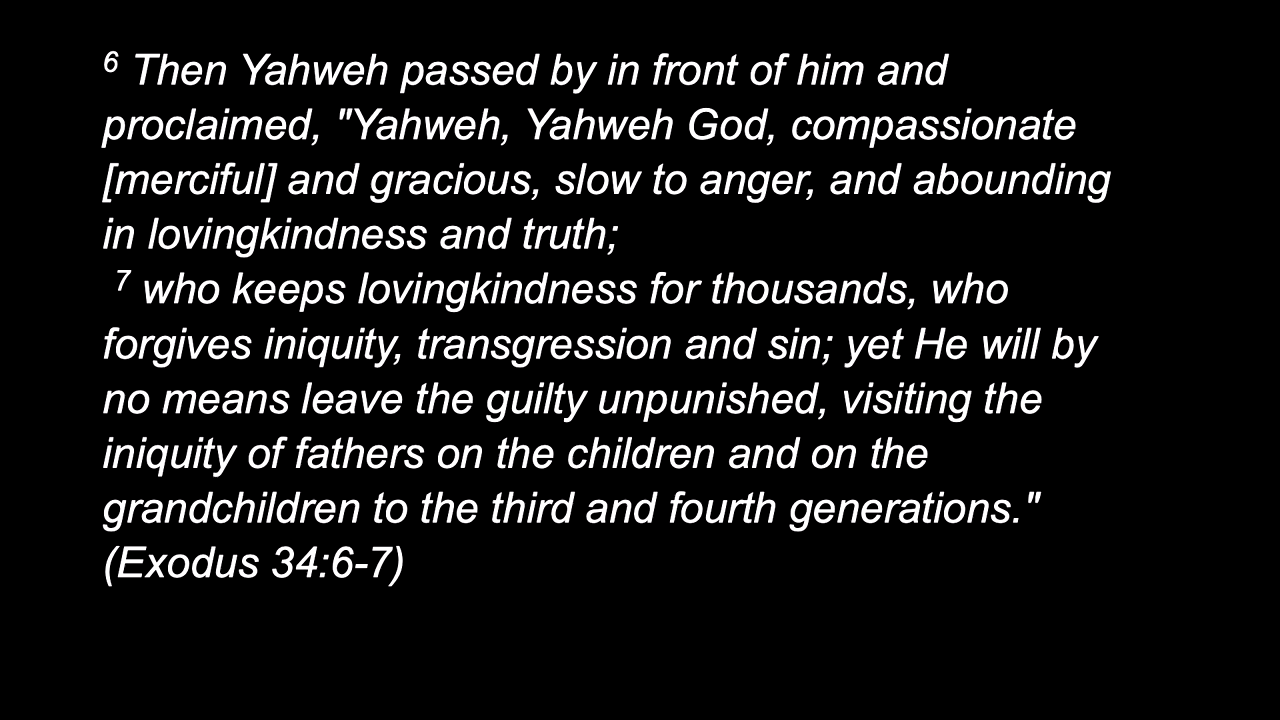 6 Then Yahweh passed by in front of him and
proclaimed, "Yahweh, Yahweh God, compassionate
[merciful] and gracious, slow to anger, and abounding
in lovingkindness and truth;
7 who keeps lovingkindness for thousands, who
forgives iniquity, transgression and sin; yet He will by
no means leave the guilty unpunished, visiting the
iniquity of fathers on the children and on the
grandchildren to the third and fourth generations."
(Exodus 34:6-7)